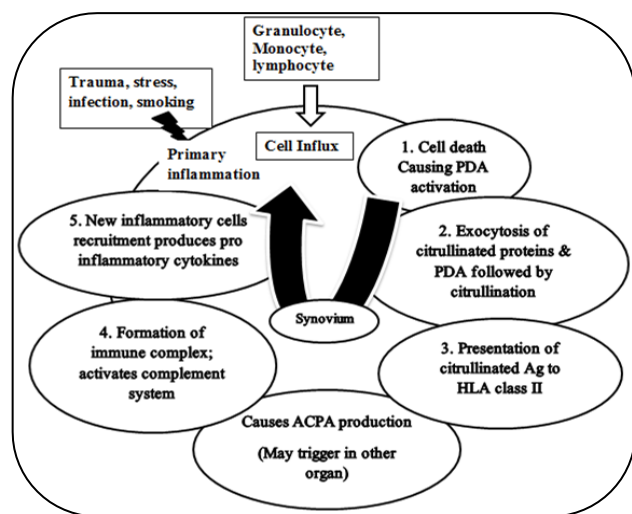 Granulocyte,
Monocyte,
lymphocyte
Trauma, stress,
infection, smoking
Primary
inflammation
Cell Influx
1. Cell death
Causing PDA
activation
2. Exocytosis of
citrullinated proteins &
PDA followed by
citrullination
3. Presentation of
citrullinated Ag to
HLA class II
Causes ACPA production
(May trigger in other
organ)
4. Formation of
immune complex;
activates complement
system
5. New inflammatory cells
recruitment produces pro
inflammatory cytokines
Synovium